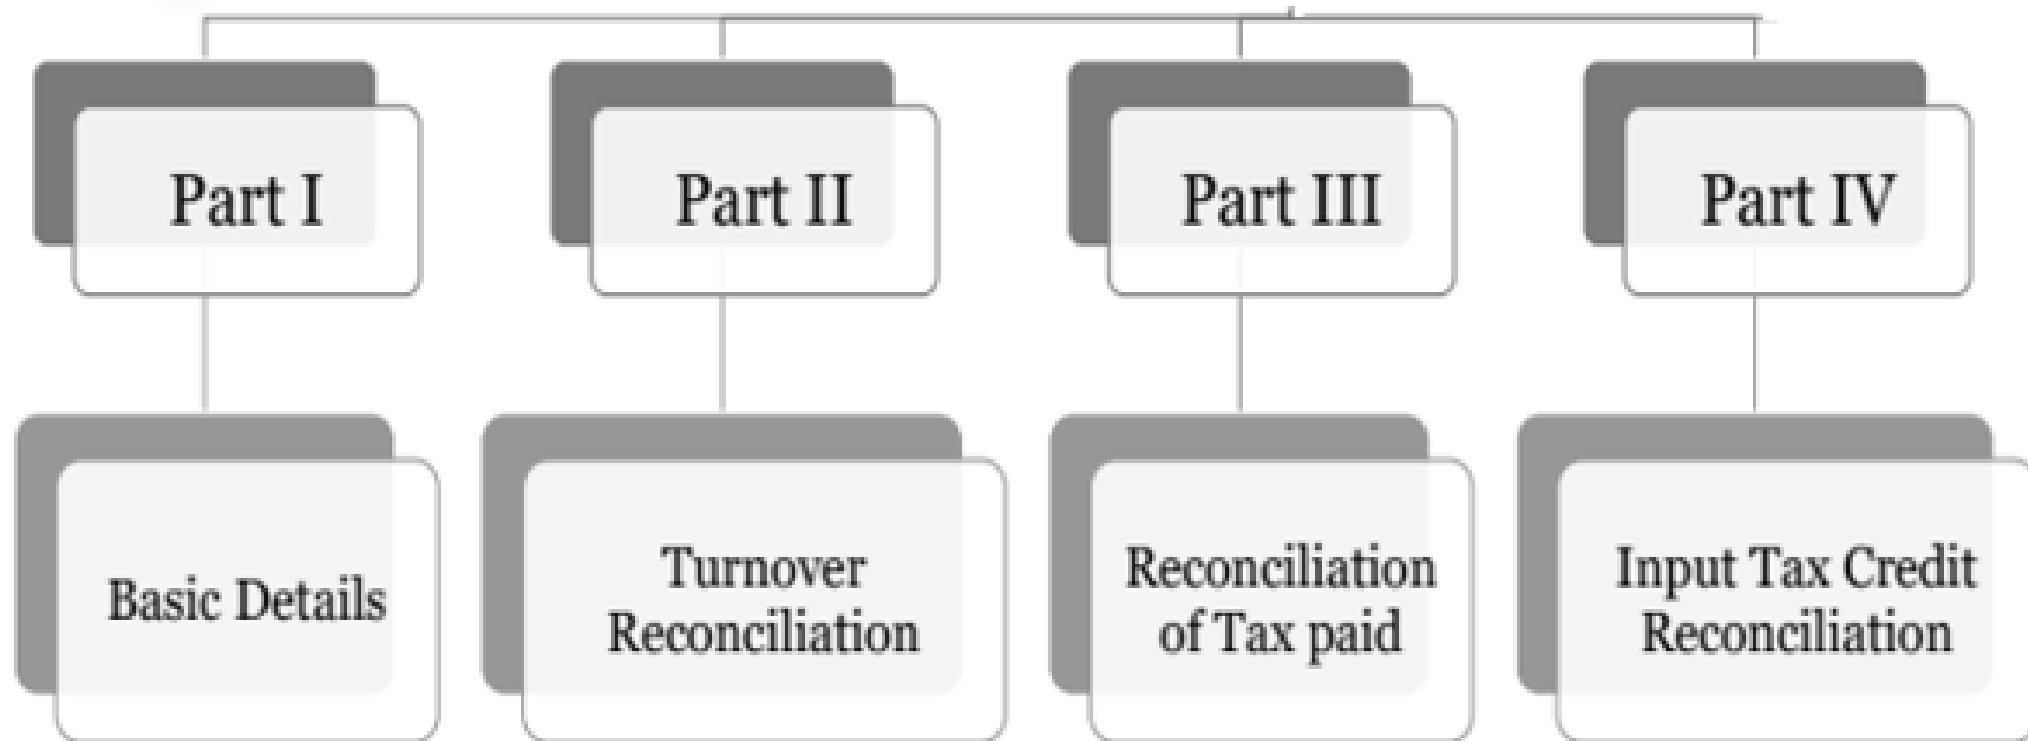 Part I
Part II
Part III
Part IV
Basic Details
Turnover
Reconciliation
Reconciliation
of Tax paid
Input Tax Credit
Reconciliation